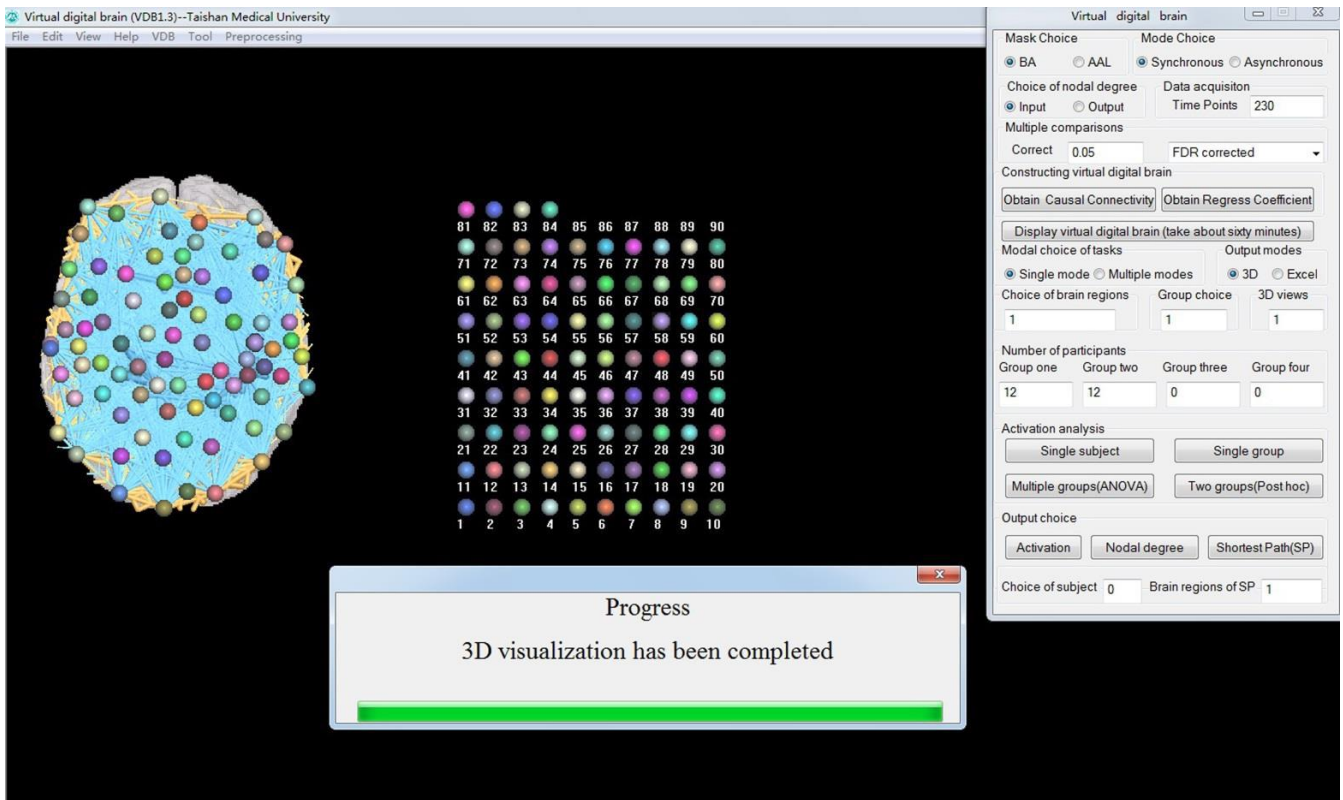 Virtual digital brain (VDB1.3)--Taishan Medical University
File Edit View Help VDB Tool Preprocessing
81 82 83 84 85 86 87 88 89 90
71 72 73 74 75 76 77 78 79 80
61 62 63 64 65 66 67 68 69 70
51 52 53 54 55 56 57 58 59 60
41 42 43 44 45 46 47 48 49 50
31 32 33 34 35 36 37 38 39 40
21 22 23 24 25 26 27 28 29 30
11 12 13 14 15 16 17 18 19 20
1 2 3 4 5 6 7 8 9 10
Progress
3D visualization has been completed
Virtual digital brain
Mask Choice Mode Choice
BA AAL Synchronous Asynchronous
Choice of nodal degree Data acquisiton
Input Output Time Points 230
Multiple comparisons
Correct 0.05 FDR corrected
Constructing virtual digital brain
Obtain Causal Connectivity Obtain Regress Coefficient
Display virtual digital brain (take about sixty minutes)
Modal choice of tasks Output modes
Single mode Multiple modes 3D Excel
Choice of brain regions Group choice 3D views
1 1 1
Number of participants
Group one Group two Group three Group four
12 12 0 0
Activation analysis
Single subject Single group
Multiple groups(ANOVA) Two groups(Post hoc)
Output choice
Activation Nodal degree Shortest Path(SP)
Choice of subject 0 Brain regions of SP 1